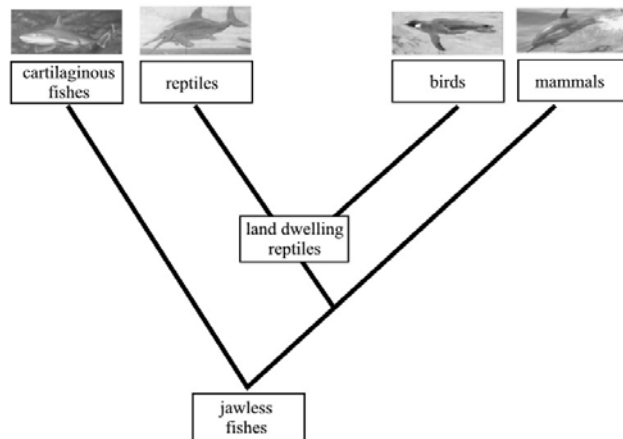 cartilaginous
fishes
reptiles
birds
mammals
land dwelling
reptiles
jawless
fishes